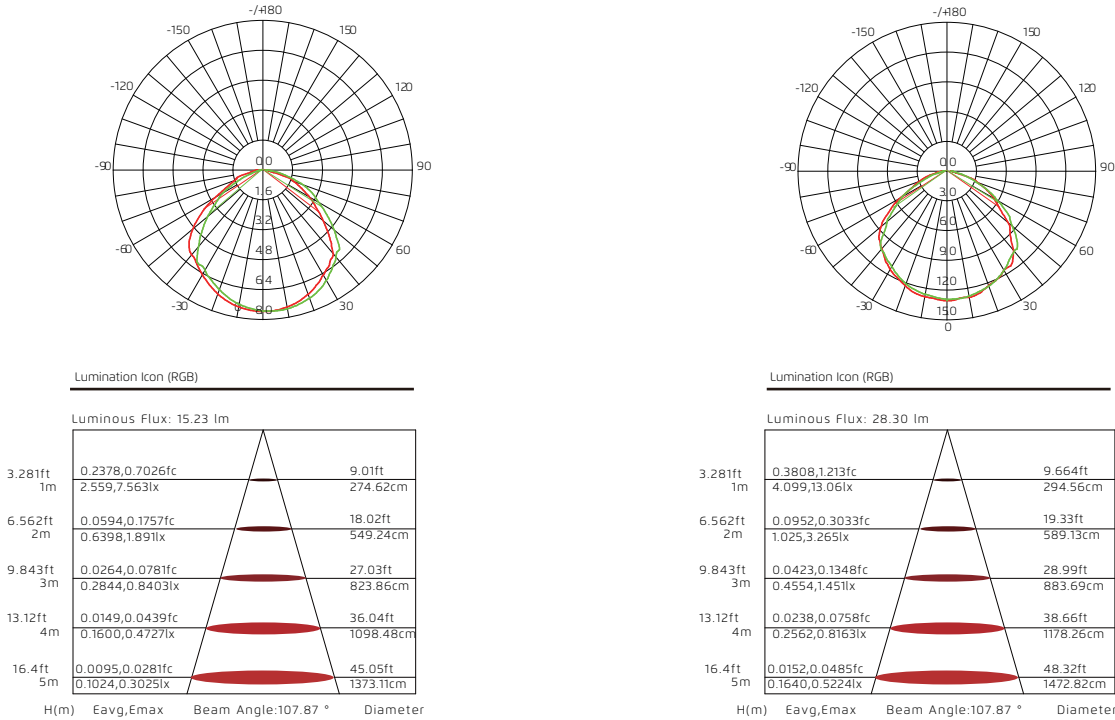 -/+180
-150
150
-120
120
-90
0.0
90
1.6
3.2
-60
4.8
60
6.4
-30
30
8.0
0
Lumination Icon (RGB)
Luminous Flux: 15.23 lm
3.281ft 0.2378,0.7026fc 9.01ft
1m 2.559,7.563lx 274.62cm
6.562ft 0.0594,0.1757fc 18.02ft
2m 0.6398,1.891lx 549.24cm
9.843ft 0.0264,0.0781fc 27.03ft
3m 0.2844,0.8403lx 823.86cm
13.12ft 0.0149,0.0439fc 36.04ft
4m 0.1600,0.4727lx 1098.48cm
16.4ft 0.0095,0.0281fc 45.05ft
5m 0.1024,0.3025lx 1373.11cm
H(m) Eavg,Emax Beam Angle:107.87 ° Diameter
-/+180
-150
150
-120
120
-90
0.0
90
3.0
6.0
-60
9.0
60
12.0
-30
30
15.0
0
Lumination Icon (RGB)
Luminous Flux: 28.30 lm
3.281ft 0.3808,1.213fc 9.664ft
1m 4.099,13.06lx 294.56cm
6.562ft 0.0952,0.3033fc 19.33ft
2m 1.025,3.265lx 589.13cm
9.843ft 0.0423,0.1348fc 28.99ft
3m 0.4554,1.451lx 883.69cm
13.12ft 0.0238,0.0758fc 38.66ft
4m 0.2562,0.8163lx 1178.26cm
16.4ft 0.0152,0.0485fc 48.32ft
5m 0.1640,0.5224lx 1472.82cm
H(m) Eavg,Emax Beam Angle:107.87 ° Diameter